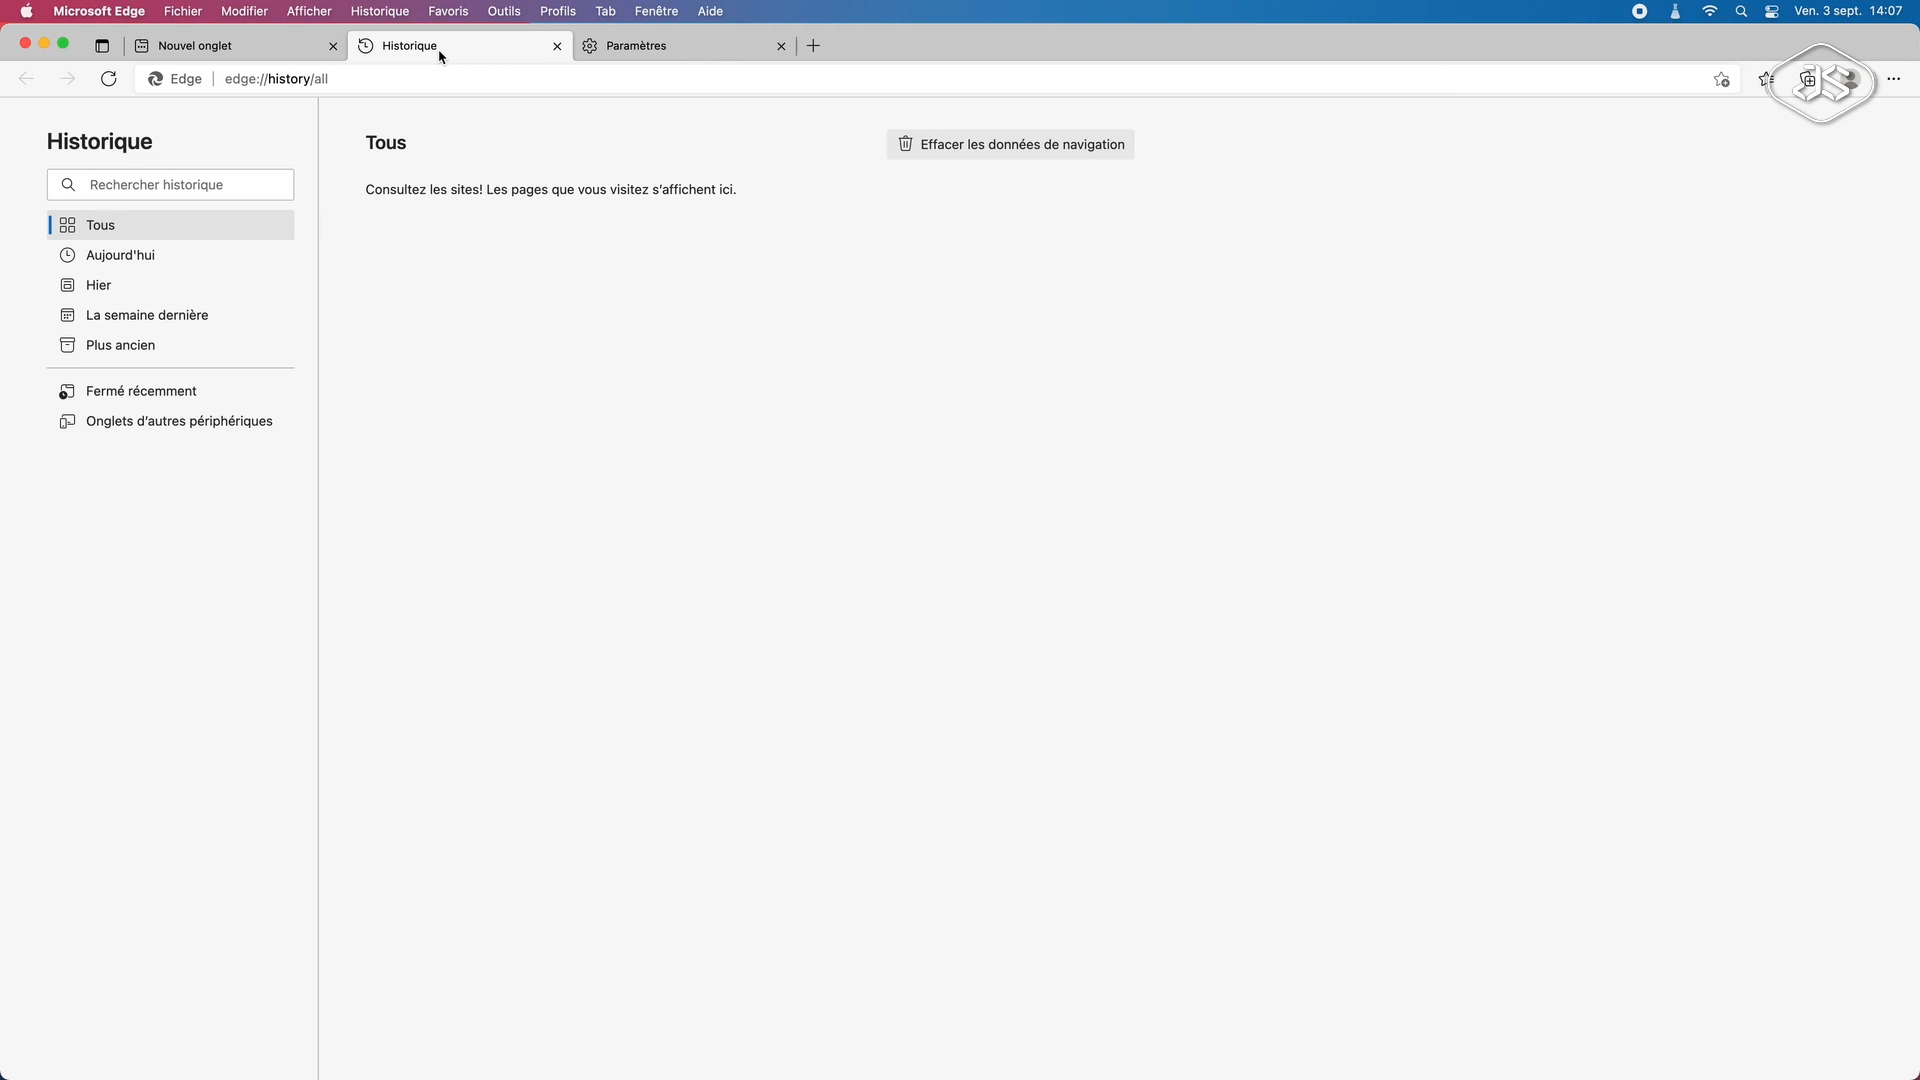 Microsoft Edge Fichier Modifier Afficher Historique Favoris Outils Profils Tab Fenêtre Aide Ven. 3 sept. 14:07
Nouvel onglet Historique Paramètres
Edge edge://history/all
JS
Historique
Rechercher historique
Tous
Aujourd'hui
Hier
La semaine dernière
Plus ancien
Fermé récemment
Onglets d’autres périphériques
Tous
Effacer les données de navigation
Consultez les sites! Les pages que vous visitez s’affichent ici.